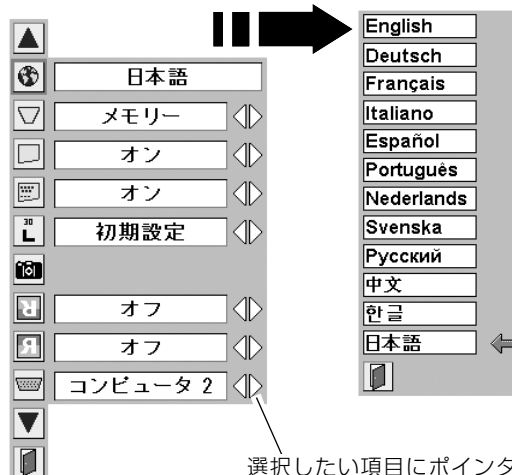 日本語
メモリー
オン
オン
30
L
初期設定
オフ
R
オフ
R
コンピュータ 2
English
Deutsch
Français
Italiano
Español
Português
Nederlands
Svenska
Русский
中文
한글
日本語
選択したい項目にポインタ